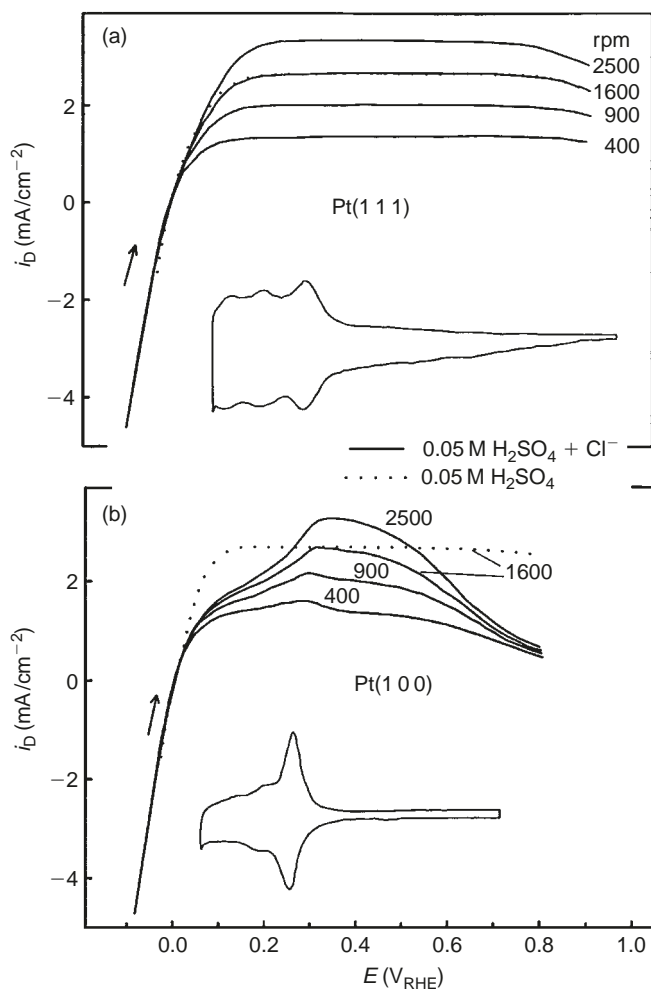 (a)
rpm
2500
1600
900
400
2
0
−2
−4
i_D (mA/cm⁻²)
Pt(1 1 1)
0.05 M H₂SO₄ + Cl⁻
0.05 M H₂SO₄
(b)
2500
1600
900
400
2
0
−2
−4
i_D (mA/cm⁻²)
Pt(1 0 0)
0.0 0.2 0.4 0.6 0.8 1.0
E (V_RHE)